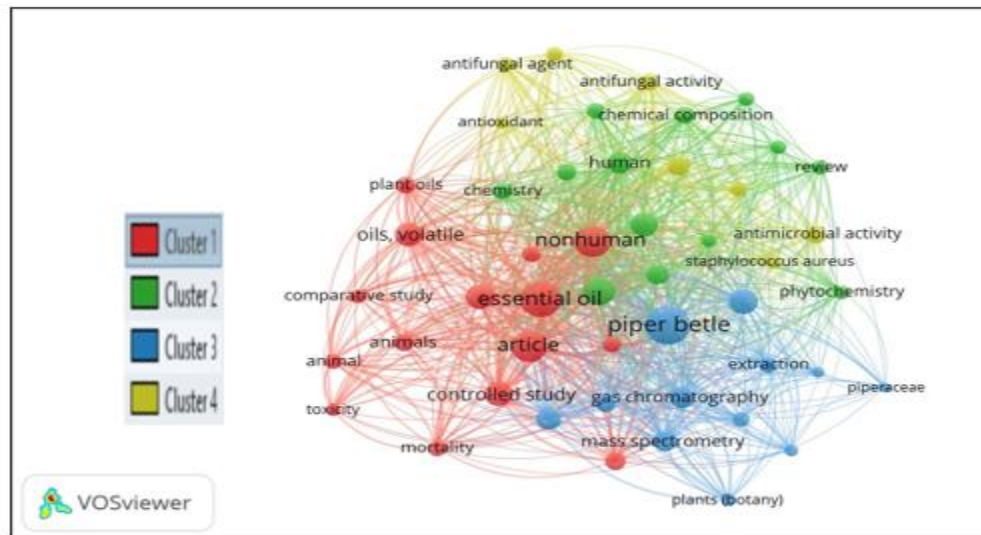 antifungal agent
antifungal activity
chemical composition
antioxidant
human
review
plant oils
chemistry
oils, volatile
nonhuman
antimicrobial activity
staphylococcus aureus
comparative study
essential oil
phytochemistry
piper betle
animals
article
animal
extraction
piperaceae
controlled study
gas chromatography
toxicity
mortality
mass spectrometry
plants (botany)
Cluster 1
Cluster 2
Cluster 3
Cluster 4
VOSviewer